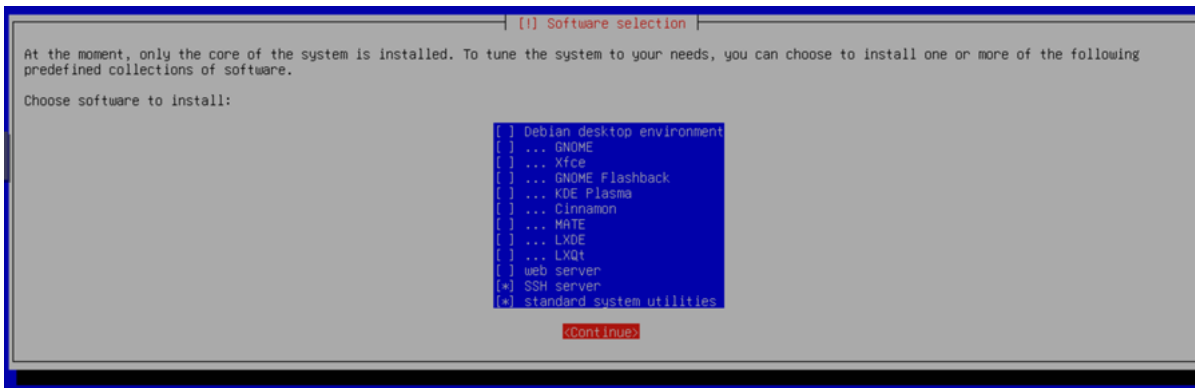 [!] Software selection
At the moment, only the core of the system is installed. To tune the system to your needs, you can choose to install one or more of the following
predefined collections of software.
Choose software to install:
[ ] Debian desktop environment
[ ] ... GNOME
[ ] ... Xfce
[ ] ... GNOME Flashback
[ ] ... KDE Plasma
[ ] ... Cinnamon
[ ] ... MATE
[ ] ... LXDE
[ ] ... LXQt
[ ] web server
[*] SSH server
[*] standard system utilities
<Continue>